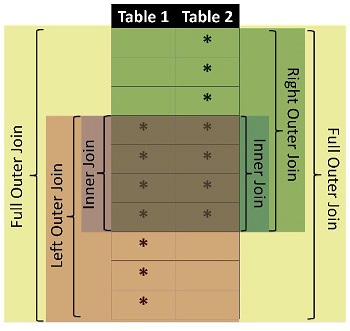 Table 1 Table 2
*
*
*
* *
* *
* *
* *
*
*
*
Full Outer Join
Left Outer Join
Inner Join
Inner Join
Right Outer Join
Full Outer Join